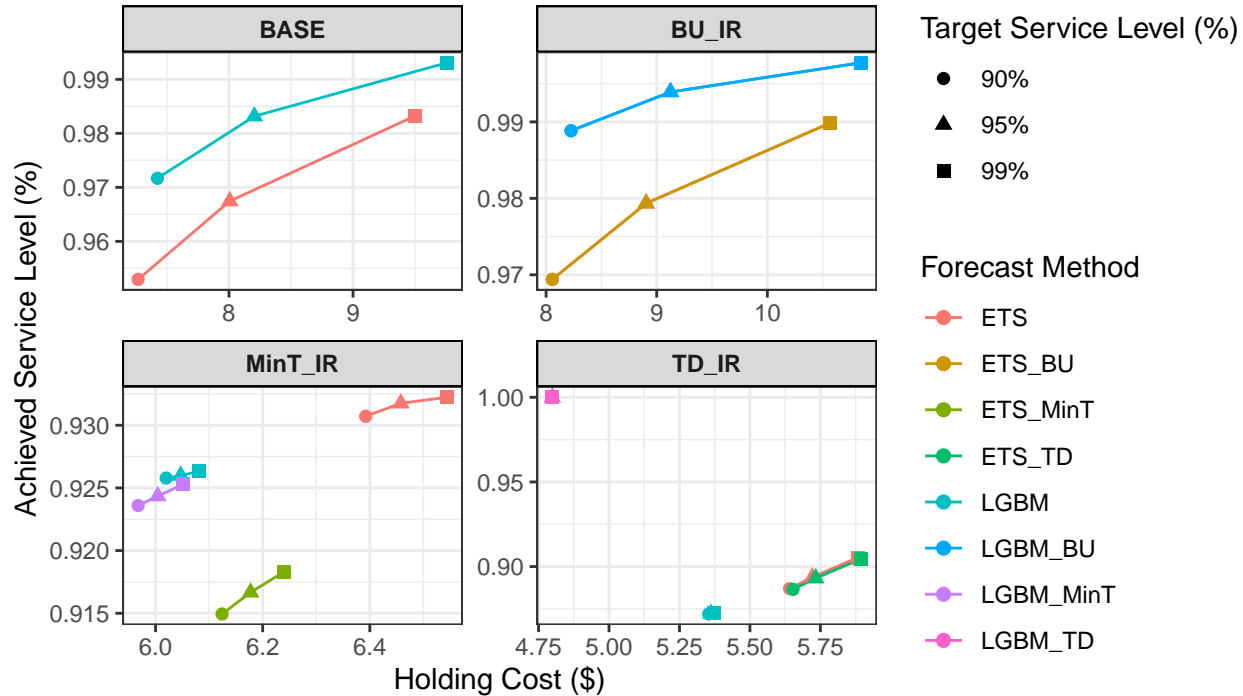 BASE
BU_IR
0.99
0.98
0.97
0.96
8
9
0.99
0.98
0.97
8
9
10
MinT_IR
TD_IR
0.930
0.925
0.920
0.915
6.0
6.2
6.4
1.00
0.95
0.90
4.75
5.00
5.25
5.50
5.75
Achieved Service Level (%)
Holding Cost ($)
Target Service Level (%)
90%
95%
99%
Forecast Method
ETS
ETS_BU
ETS_MinT
ETS_TD
LGBM
LGBM_BU
LGBM_MinT
LGBM_TD